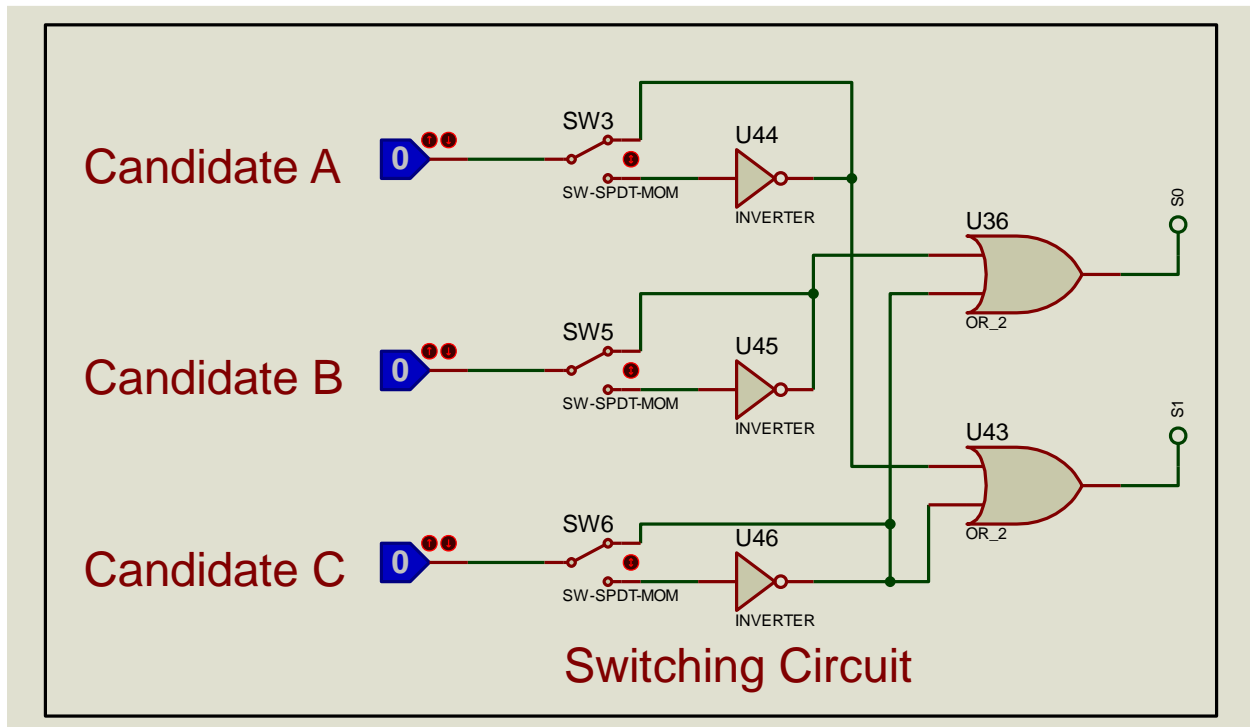 SW3
U44
Candidate A
0
SW-SPDT-MOM
INVERTER
S0
U36
OR_2
SW5
U45
Candidate B
0
SW-SPDT-MOM
INVERTER
S1
U43
OR_2
SW6
U46
Candidate C
0
SW-SPDT-MOM
INVERTER
Switching Circuit